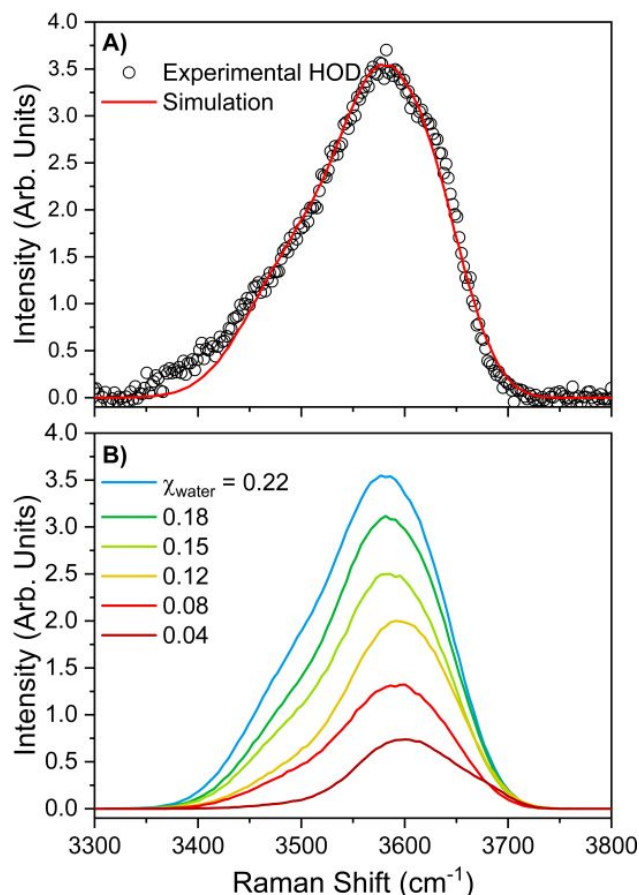 A)
Experimental HOD
Simulation
4.0
3.5
3.0
2.5
2.0
1.5
1.0
0.5
0.0
Intensity (Arb. Units)
B)
χwater = 0.22
0.18
0.15
0.12
0.08
0.04
4.0
3.5
3.0
2.5
2.0
1.5
1.0
0.5
0.0
Intensity (Arb. Units)
3300 3400 3500 3600 3700 3800
Raman Shift (cm⁻¹)